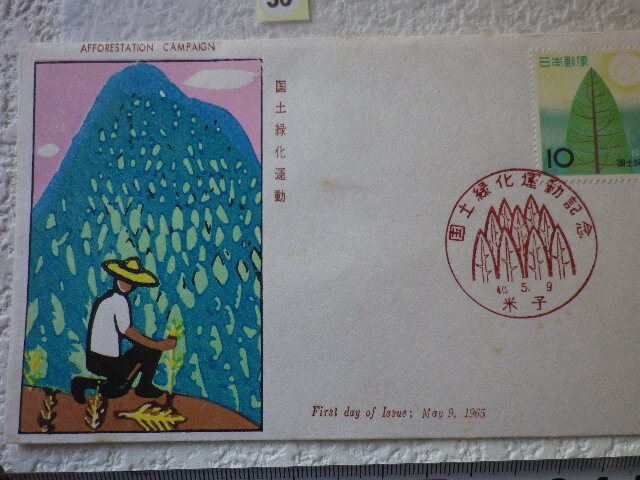 AFFORESTATION CAMPAIGN
国土緑化運動
日本郵便
10
国土緑
国土緑化運動記念
40.5.9
米子
First day of Issue; May 9, 1965